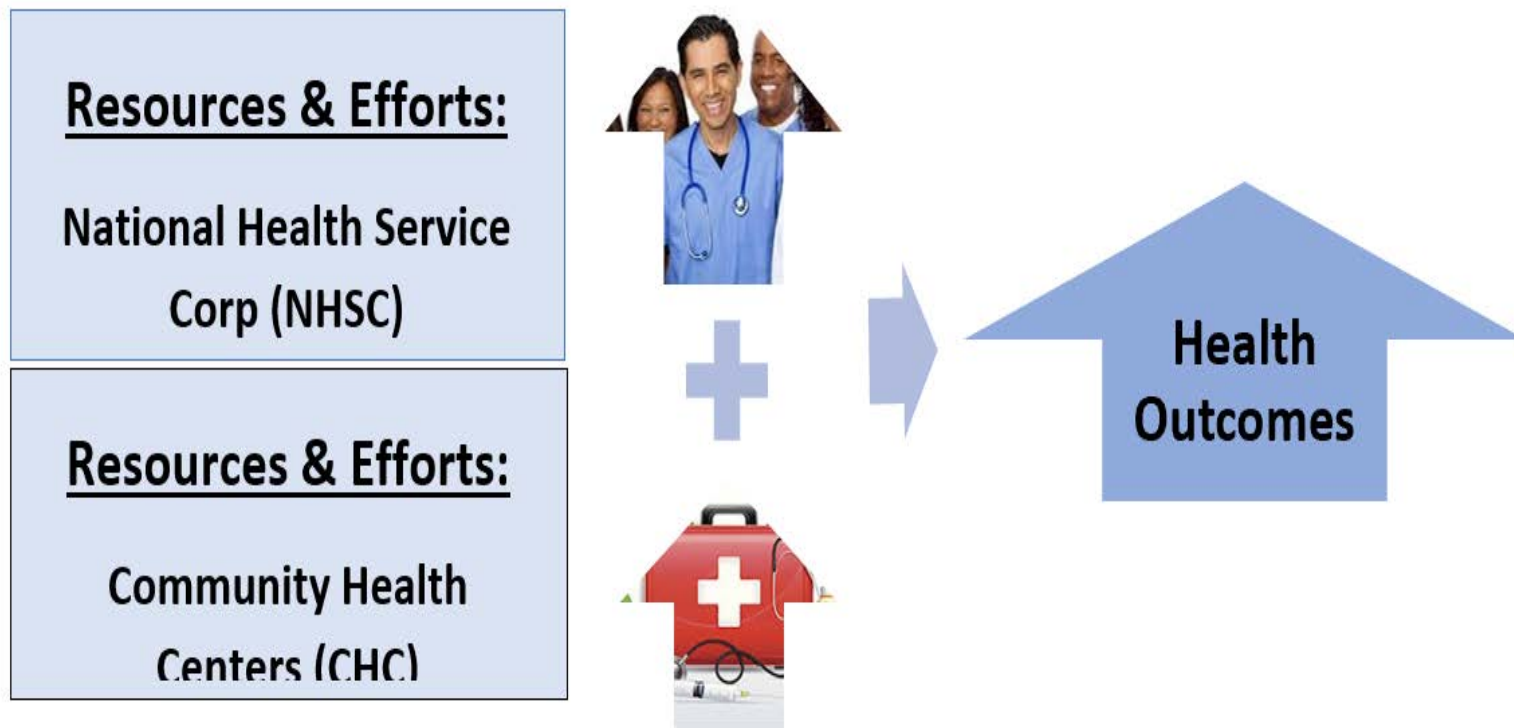 Resources & Efforts:
National Health Service
Corp (NHSC)
Resources & Efforts:
Community Health
Centers (CHC)
Health
Outcomes